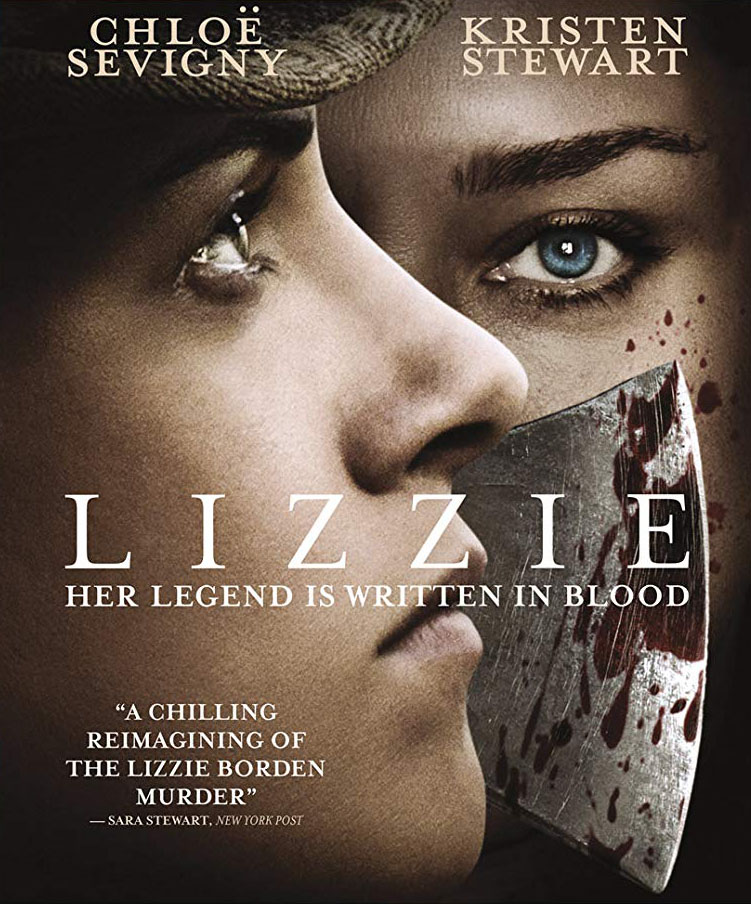 CHLOË
SEVIGNY
KRISTEN
STEWART
LIZZIE
HER LEGEND IS WRITTEN IN BLOOD
“A CHILLING
REIMAGINING OF
THE LIZZIE BORDEN
MURDER”
— SARA STEWART, NEW YORK POST